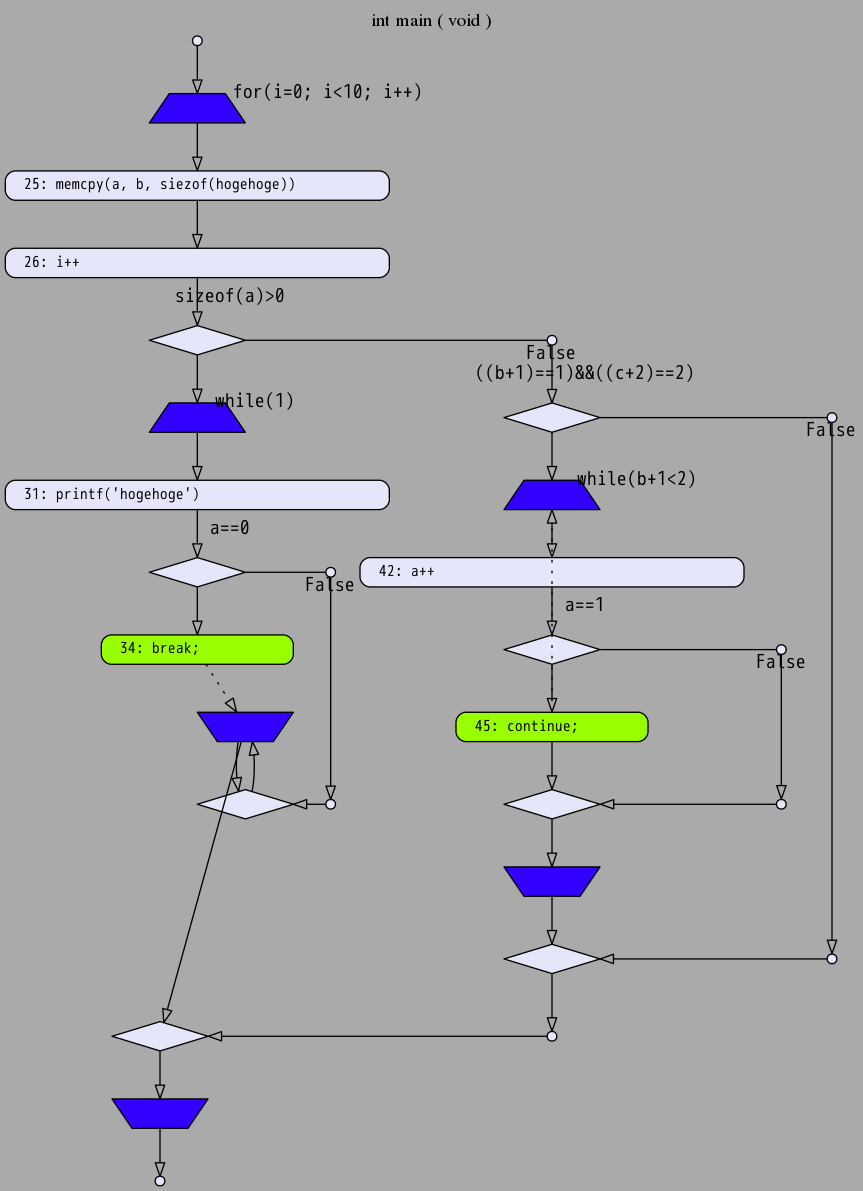 int main ( void )
for(i=0; i<10; i++)
25: memcpy(a, b, siezof(hogehoge))
26: i++
sizeof(a)>0
False
((b+1)==1)&&((c+2)==2)
while(1)
False
while(b+1<2)
31: printf('hogehoge')
a==0
False
42: a++
a==1
34: break;
False
45: continue;